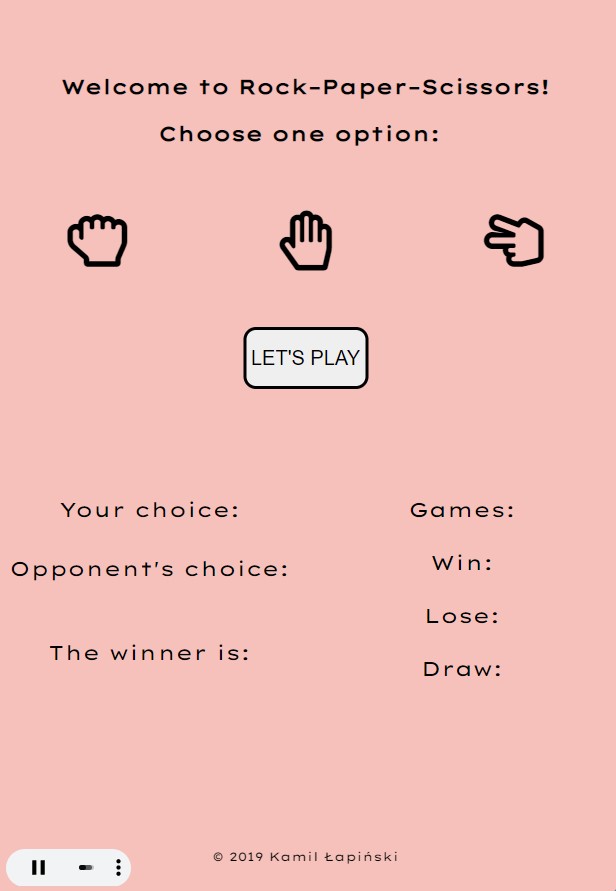 Welcome to Rock-Paper-Scissors!
Choose one option:
LET'S PLAY
Your choice:
Opponent's choice:
The winner is:
Games:
Win:
Lose:
Draw:
© 2019 Kamil Łapiński